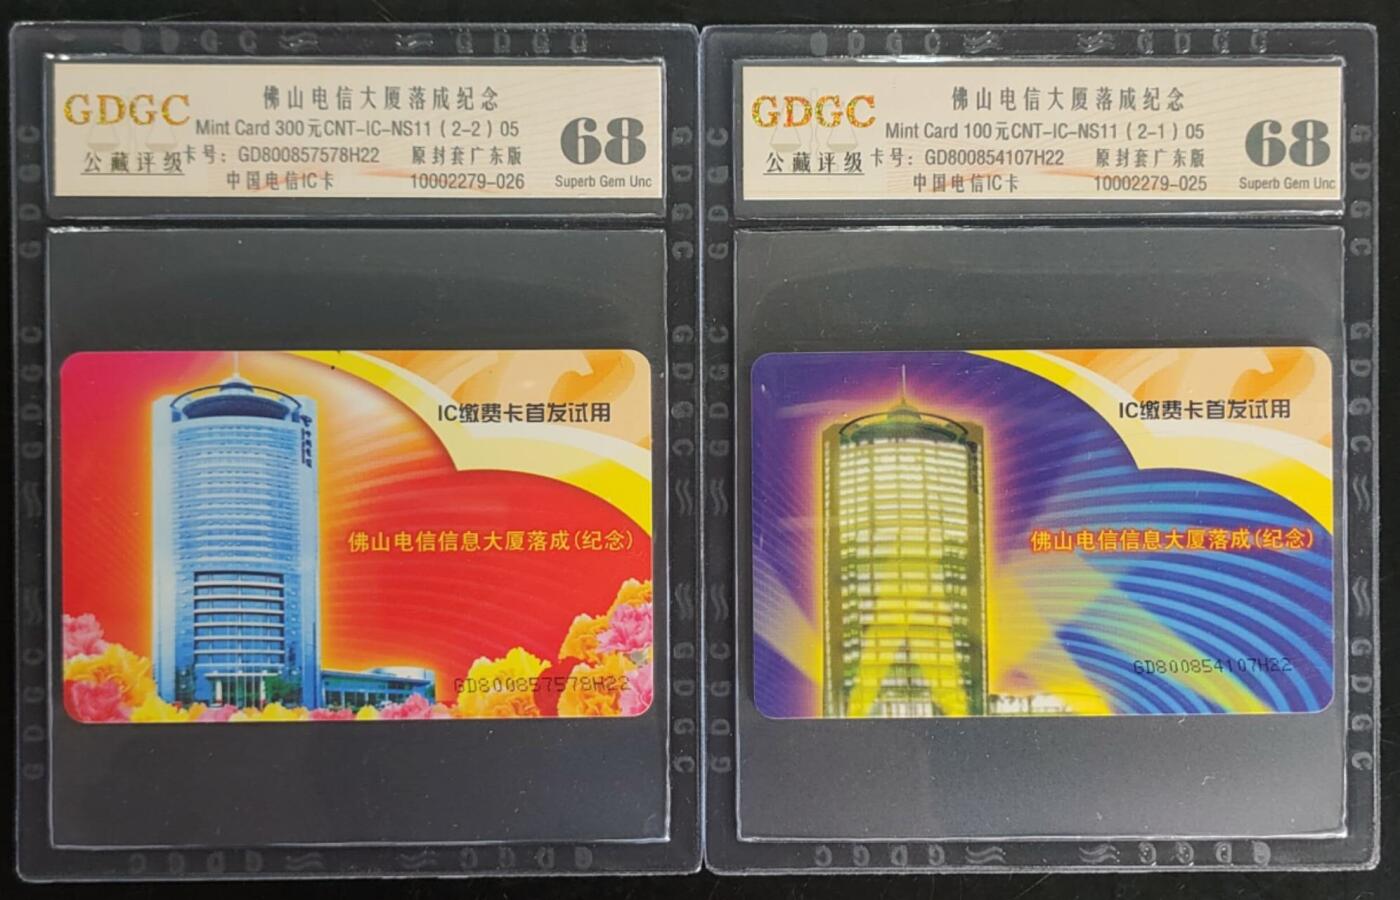 GDGC
公藏评级
佛山电信大厦落成纪念
Mint Card 300元CNT-IC-NS11(2-2)05
卡号：GD800857578H22 原封套广东版
中国电信IC卡 10002279-026
68
Superb Gem Unc
IC缴费卡首发试用
佛山电信信息大厦落成(纪念)
GD800857578H22
GDGC
公藏评级
佛山电信大厦落成纪念
Mint Card 100元CNT-IC-NS11(2-1)05
卡号：GD800854107H22 原封套广东版
中国电信IC卡 10002279-025
68
Superb Gem Unc
IC缴费卡首发试用
佛山电信信息大厦落成(纪念)
GD800854107H22